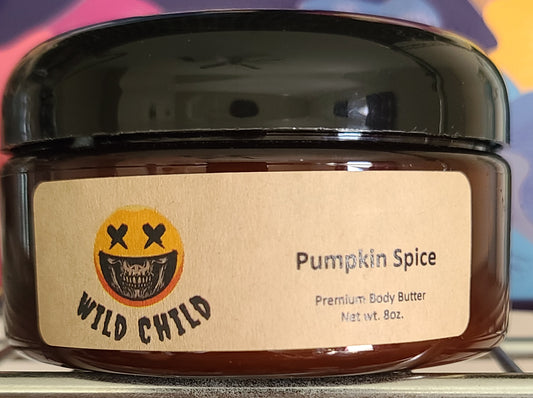 WILD CHILD
Pumpkin Spice
Premium Body Butter
Net wt. 8oz.